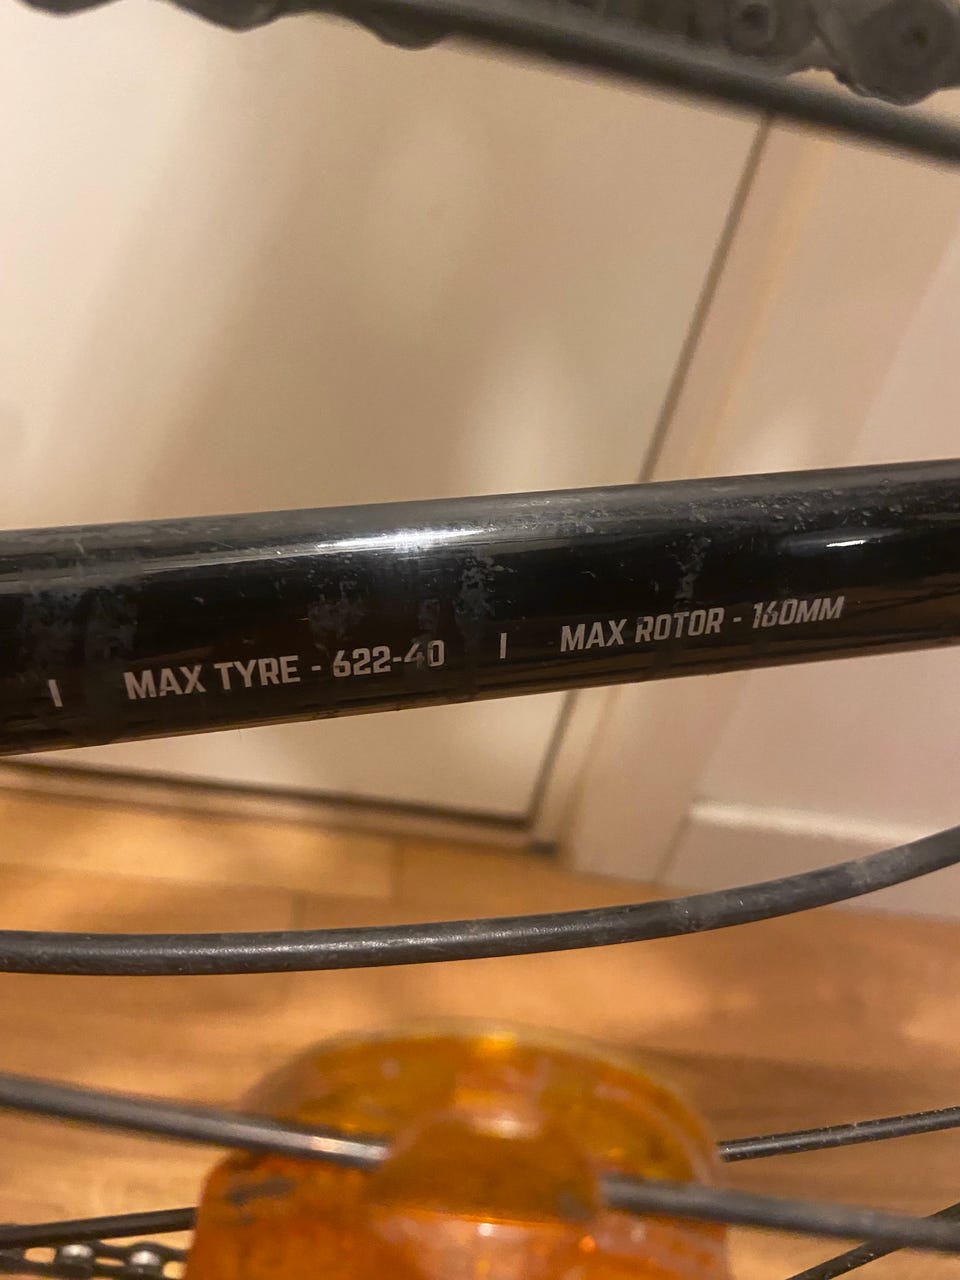 | MAX TYRE - 622-40 | MAX ROTOR - 160MM